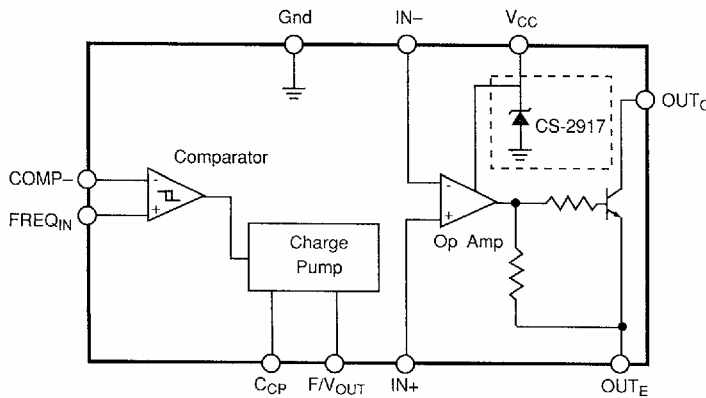 Gnd
IN−
VCC
CS-2917
OUTC
Comparator
COMP−
-
+
FREQIN
-
+
Op Amp
Charge
Pump
CCP
F/VOUT
IN+
OUTE